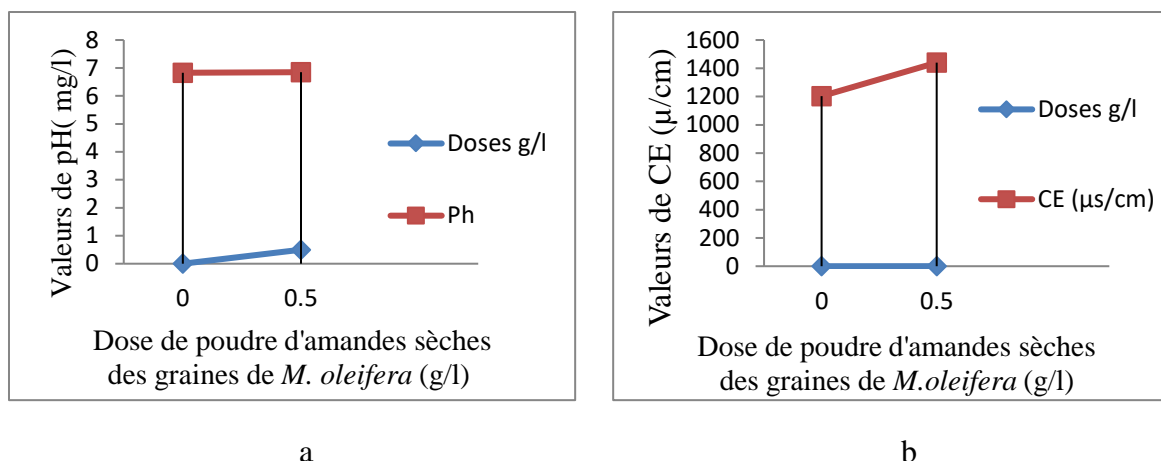 Valeurs de pH( mg/l)
8
7
6
5
4
3
2
1
0
0 0.5
Doses g/l
Ph
Dose de poudre d'amandes sèches
des graines de M. oleifera (g/l)
a
Valeurs de CE (µ/cm)
1600
1400
1200
1000
800
600
400
200
0
0 0.5
Doses g/l
CE (µs/cm)
Dose de poudre d'amandes sèches
des graines de M.oleifera (g/l)
b